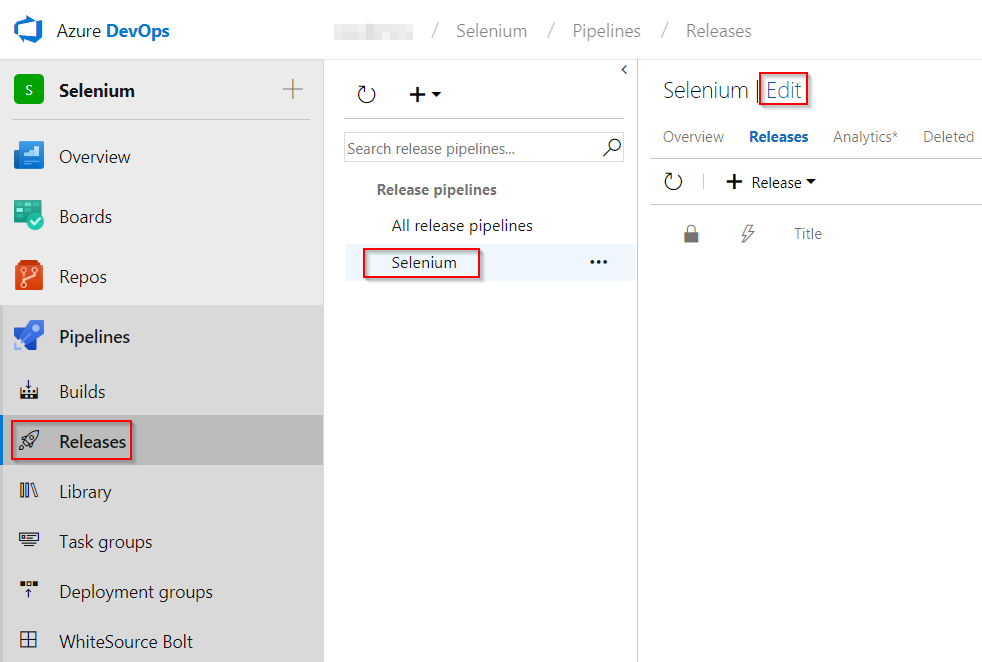 Azure DevOps
/ Selenium / Pipelines / Releases
S Selenium
Overview
Boards
Repos
Pipelines
Builds
Releases
Library
Task groups
Deployment groups
WhiteSource Bolt
Search release pipelines...
Release pipelines
All release pipelines
Selenium
Selenium | Edit
Overview Releases Analytics* Deleted
Release
Title